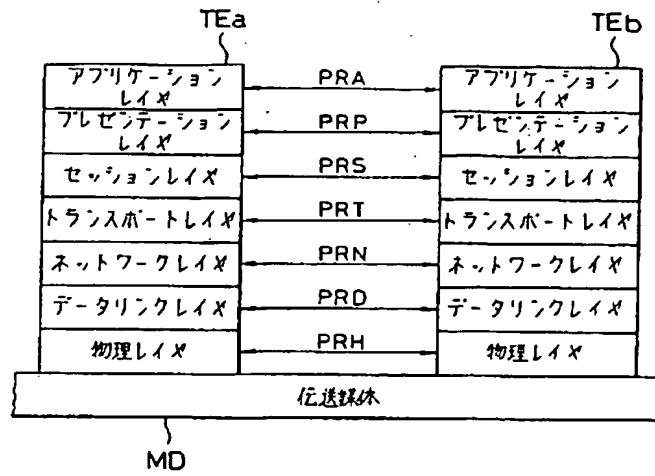 TEa TEb
アプリケーション
レイヤ
PRA
アプリケーション
レイヤ
プレゼンテーション
レイヤ
PRP
プレゼンテーション
レイヤ
セッションレイヤ PRS セッションレイヤ
トランスポートレイヤ PRT トランスポートレイヤ
ネットワークレイヤ PRN ネットワークレイヤ
データリンクレイヤ PRD データリンクレイヤ
物理レイヤ PRH 物理レイヤ
伝送媒体
MD